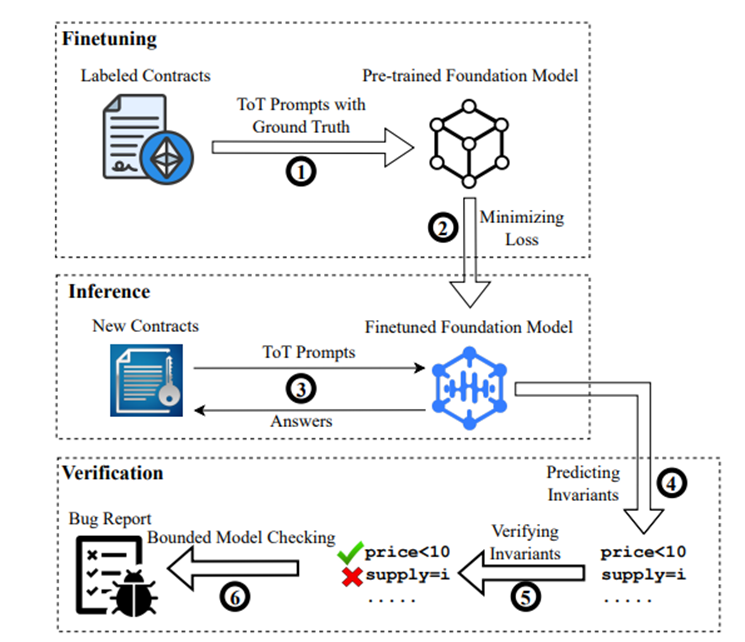 Finetuning
Labeled Contracts
Pre-trained Foundation Model
ToT Prompts with
Ground Truth
1
2
Minimizing
Loss
Inference
New Contracts
Finetuned Foundation Model
ToT Prompts
3
Answers
Verification
Predicting
Invariants
4
Bug Report
Bounded Model Checking
Verifying
Invariants
price<10
supply=i
.....
price<10
supply=i
.....
5
6